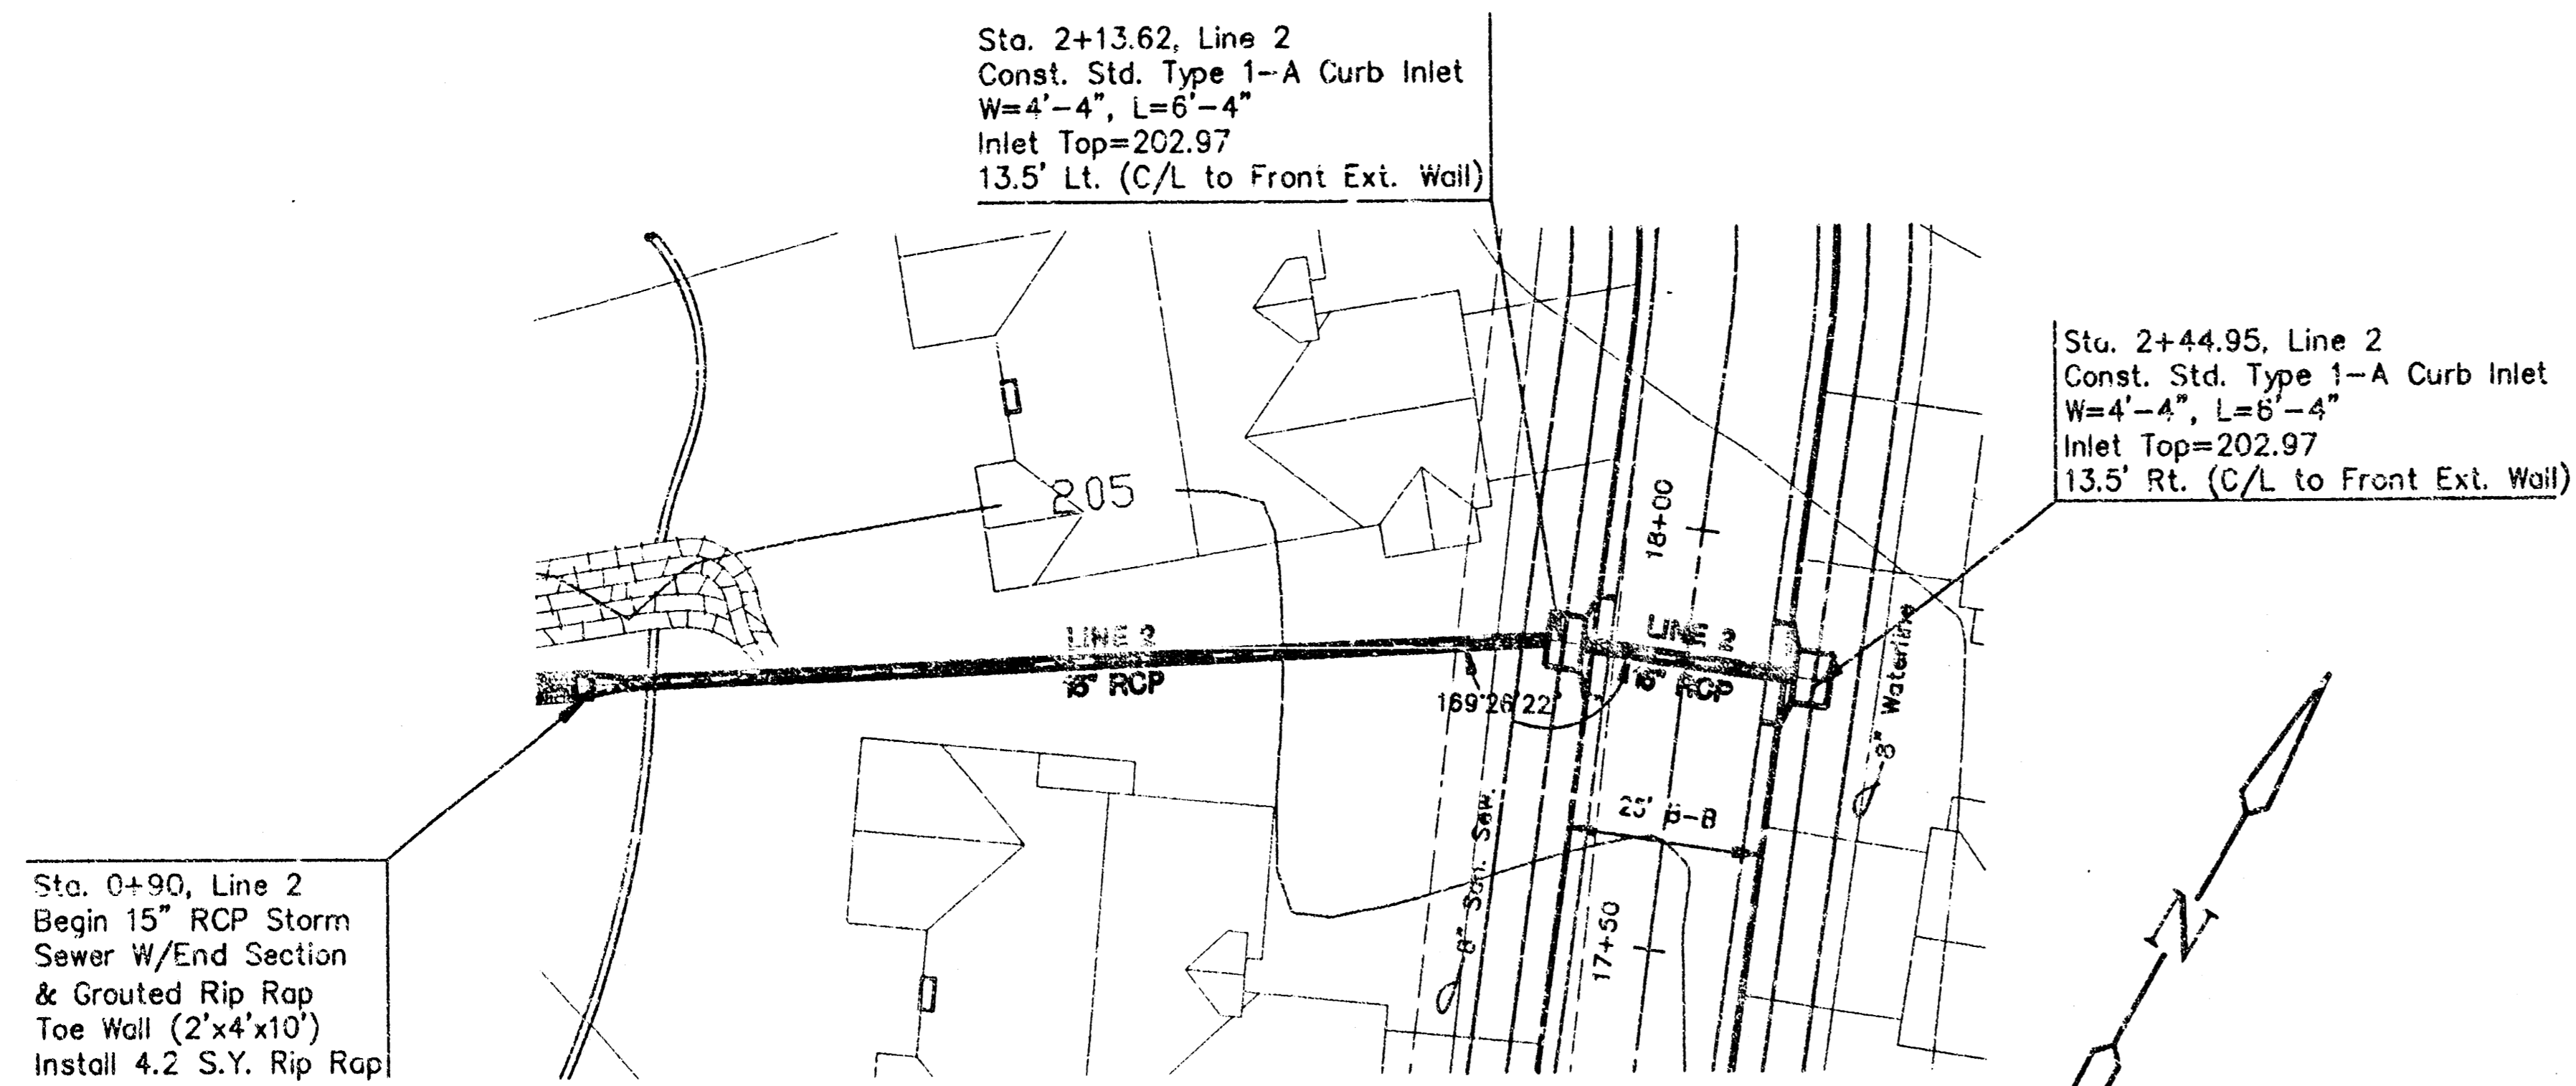 Sta. 2+13.62, Line 2
Const. Std. Type 1-A Curb Inlet
W=4'-4", L=6'-4"
Inlet Top=202.97
13.5' Lt. (C/L to Front Ext. Wall)
Sta. 2+44.95, Line 2
Const. Std. Type 1-A Curb Inlet
W=4'-4", L=6'-4"
Inlet Top=202.97
13.5' Rt. (C/L to Front Ext. Wall)
205
18+00
LINE 2
15" RCP
LINE 2
15" RCP
169°26'22
8" Waterline
25' B-B
8" San. Sew.
17+50
Sta. 0+90, Line 2
Begin 15" RCP Storm
Sewer W/End Section
& Grouted Rip Rap
Toe Wall (2'x4'x10')
Install 4.2 S.Y. Rip Rap
N